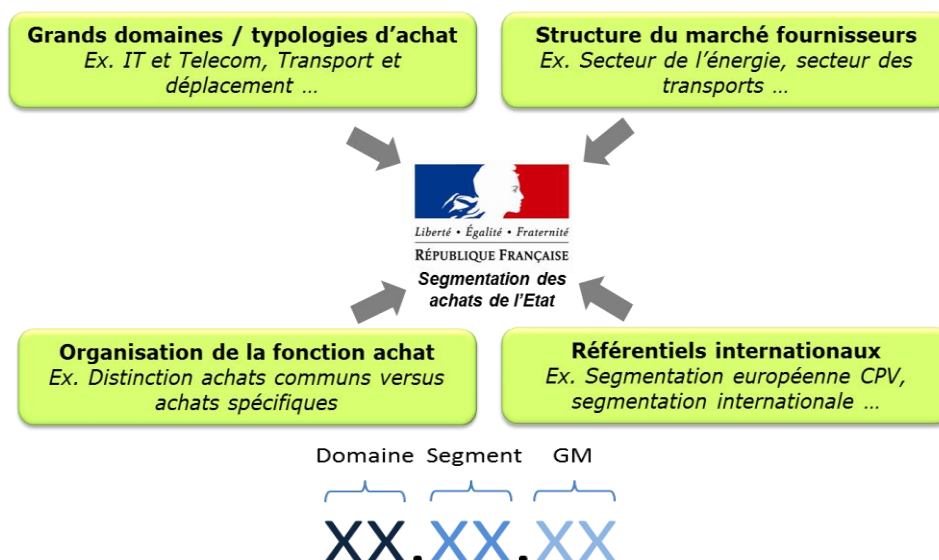 Grands domaines / typologies d’achat
Ex. IT et Telecom, Transport et
déplacement …
Structure du marché fournisseurs
Ex. Secteur de l’énergie, secteur des
transports …
Liberté • Égalité • Fraternité
RÉPUBLIQUE FRANÇAISE
Segmentation des
achats de l’Etat
Organisation de la fonction achat
Ex. Distinction achats communs versus
achats spécifiques
Référentiels internationaux
Ex. Segmentation européenne CPV,
segmentation internationale …
Domaine Segment GM
XX.XX.XX